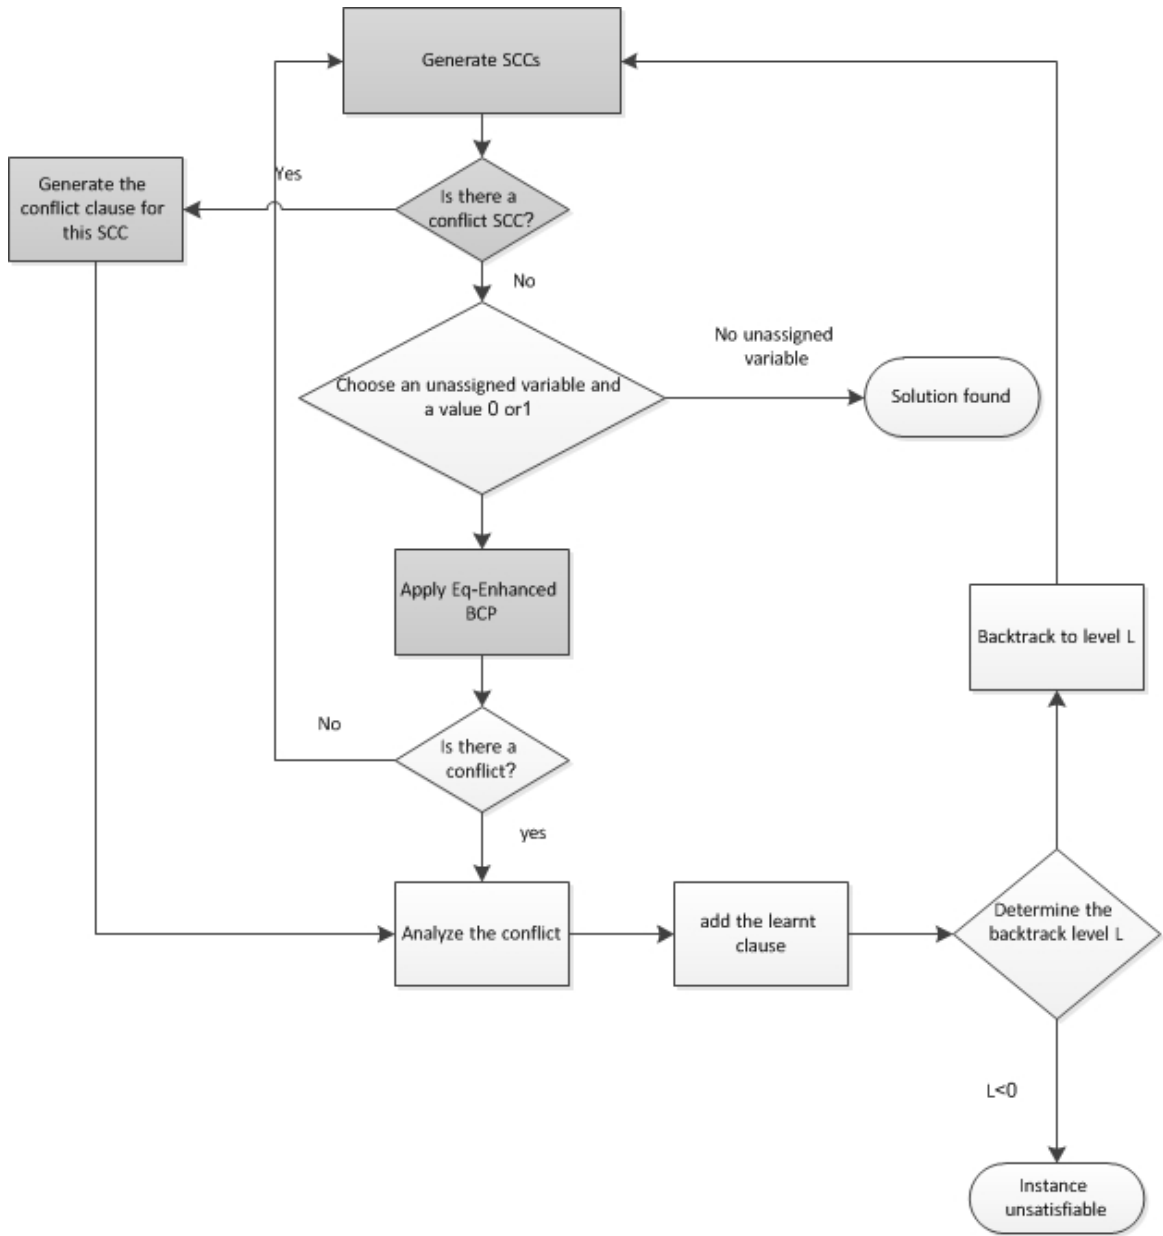 Generate SCCs
Yes
Generate the
conflict clause for
this SCC
Is there a
conflict SCC?
No
No unassigned
variable
Choose an unassigned variable and
a value 0 or1
Solution found
Apply Eq-Enhanced
BCP
Backtrack to level L
No
Is there a
conflict?
yes
Analyze the conflict
add the learnt
clause
Determine the
backtrack level L
L<0
Instance
unsatisfiable